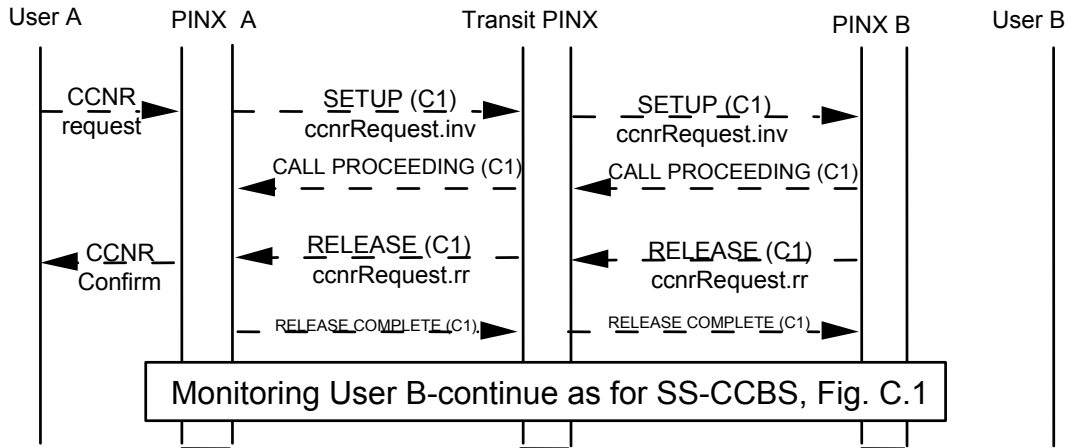 User A PINX A Transit PINX PINX B User B
CCNR
request
SETUP (C1)
ccnrRequest.inv
SETUP (C1)
ccnrRequest.inv
CALL PROCEEDING (C1)
CALL PROCEEDING (C1)
CCNR
Confirm
RELEASE (C1)
ccnrRequest.rr
RELEASE (C1)
ccnrRequest.rr
RELEASE COMPLETE (C1)
RELEASE COMPLETE (C1)
Monitoring User B-continue as for SS-CCBS, Fig. C.1